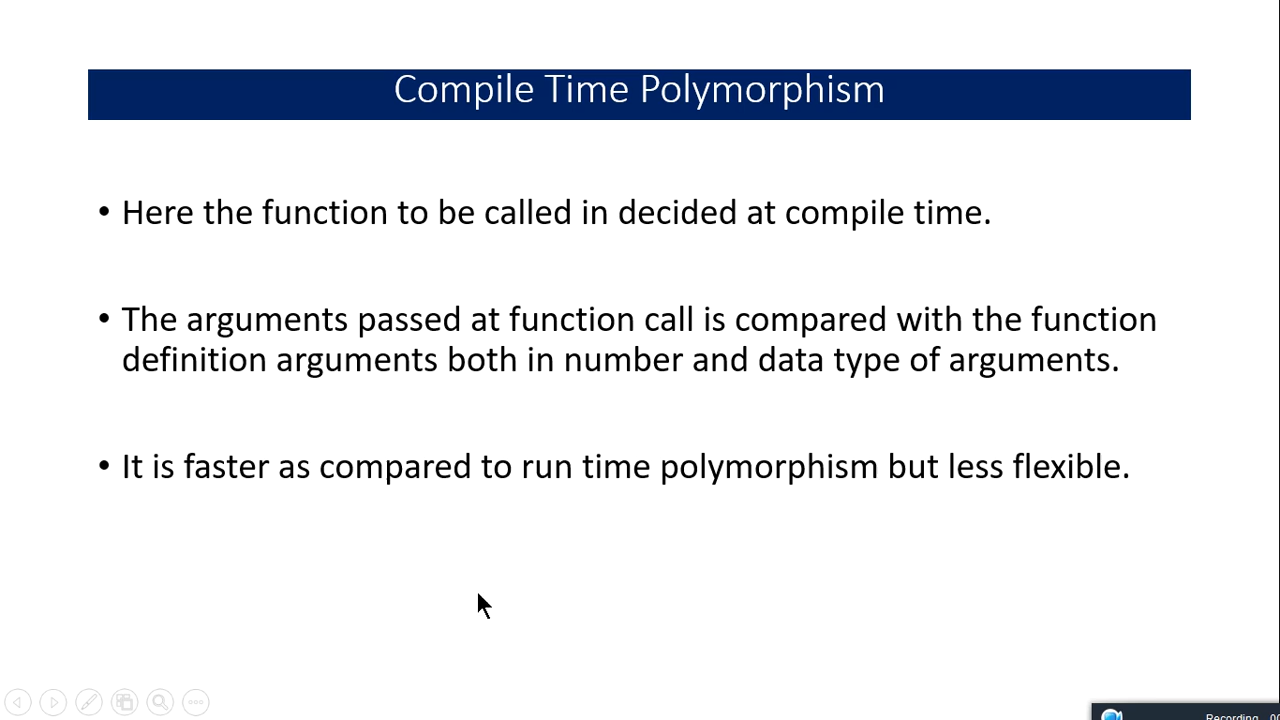 Compile Time Polymorphism
• Here the function to be called in decided at compile time.
• The arguments passed at function call is compared with the function
definition arguments both in number and data type of arguments.
• It is faster as compared to run time polymorphism but less flexible.
Recording